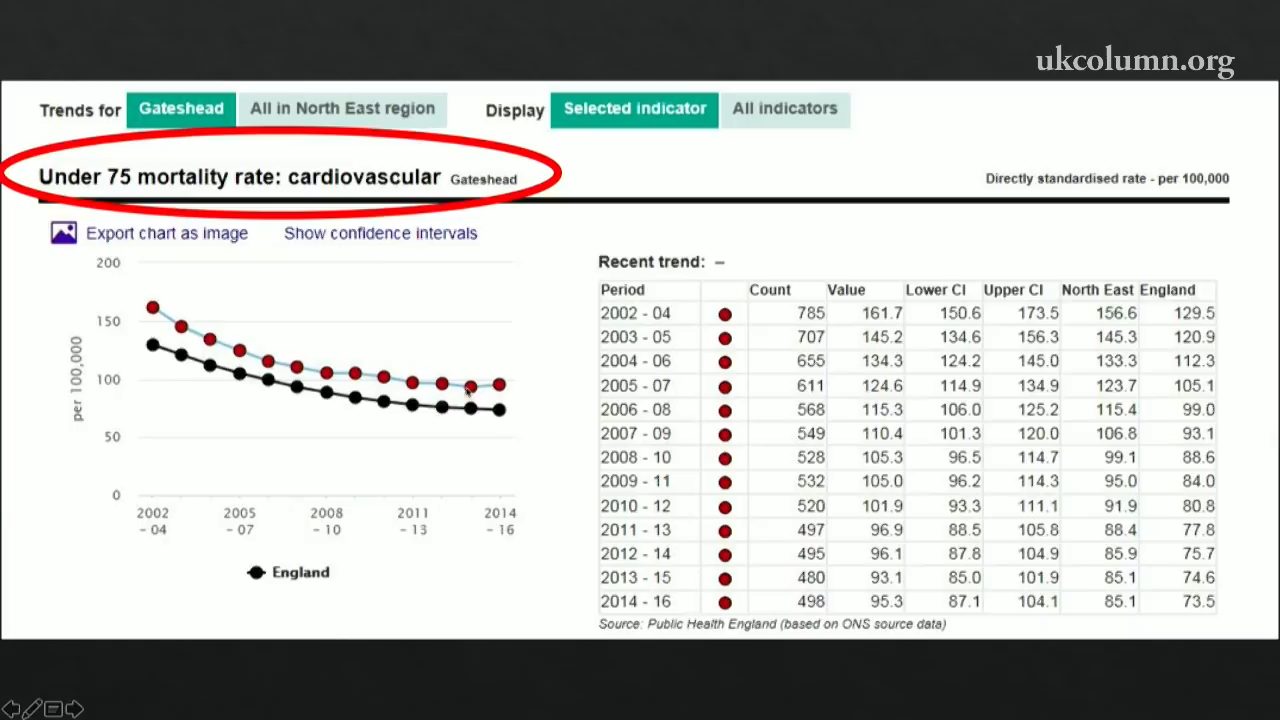 ukcolumn.org
Trends for Gateshead All in North East region Display Selected indicator All indicators
Under 75 mortality rate: cardiovascular Gateshead Directly standardised rate - per 100,000
Export chart as image Show confidence intervals
200
150
100
50
0
per 100,000
2002 - 04
2005 - 07
2008 - 10
2011 - 13
2014 - 16
England
Recent trend: –
Period Count Value Lower CI Upper CI North East England
2002 - 04 785 161.7 150.6 173.5 156.6 129.5
2003 - 05 707 145.2 134.6 156.3 145.3 120.9
2004 - 06 655 134.3 124.2 145.0 133.3 112.3
2005 - 07 611 124.6 114.9 134.9 123.7 105.1
2006 - 08 568 115.3 106.0 125.2 115.4 99.0
2007 - 09 549 110.4 101.3 120.0 106.8 93.1
2008 - 10 528 105.3 96.5 114.7 99.1 88.6
2009 - 11 532 105.0 96.2 114.3 95.0 84.0
2010 - 12 520 101.9 93.3 111.1 91.9 80.8
2011 - 13 497 96.9 88.5 105.8 88.4 77.8
2012 - 14 495 96.1 87.8 104.9 85.9 75.7
2013 - 15 480 93.1 85.0 101.9 85.1 74.6
2014 - 16 498 95.3 87.1 104.1 85.1 73.5
Source: Public Health England (based on ONS source data)